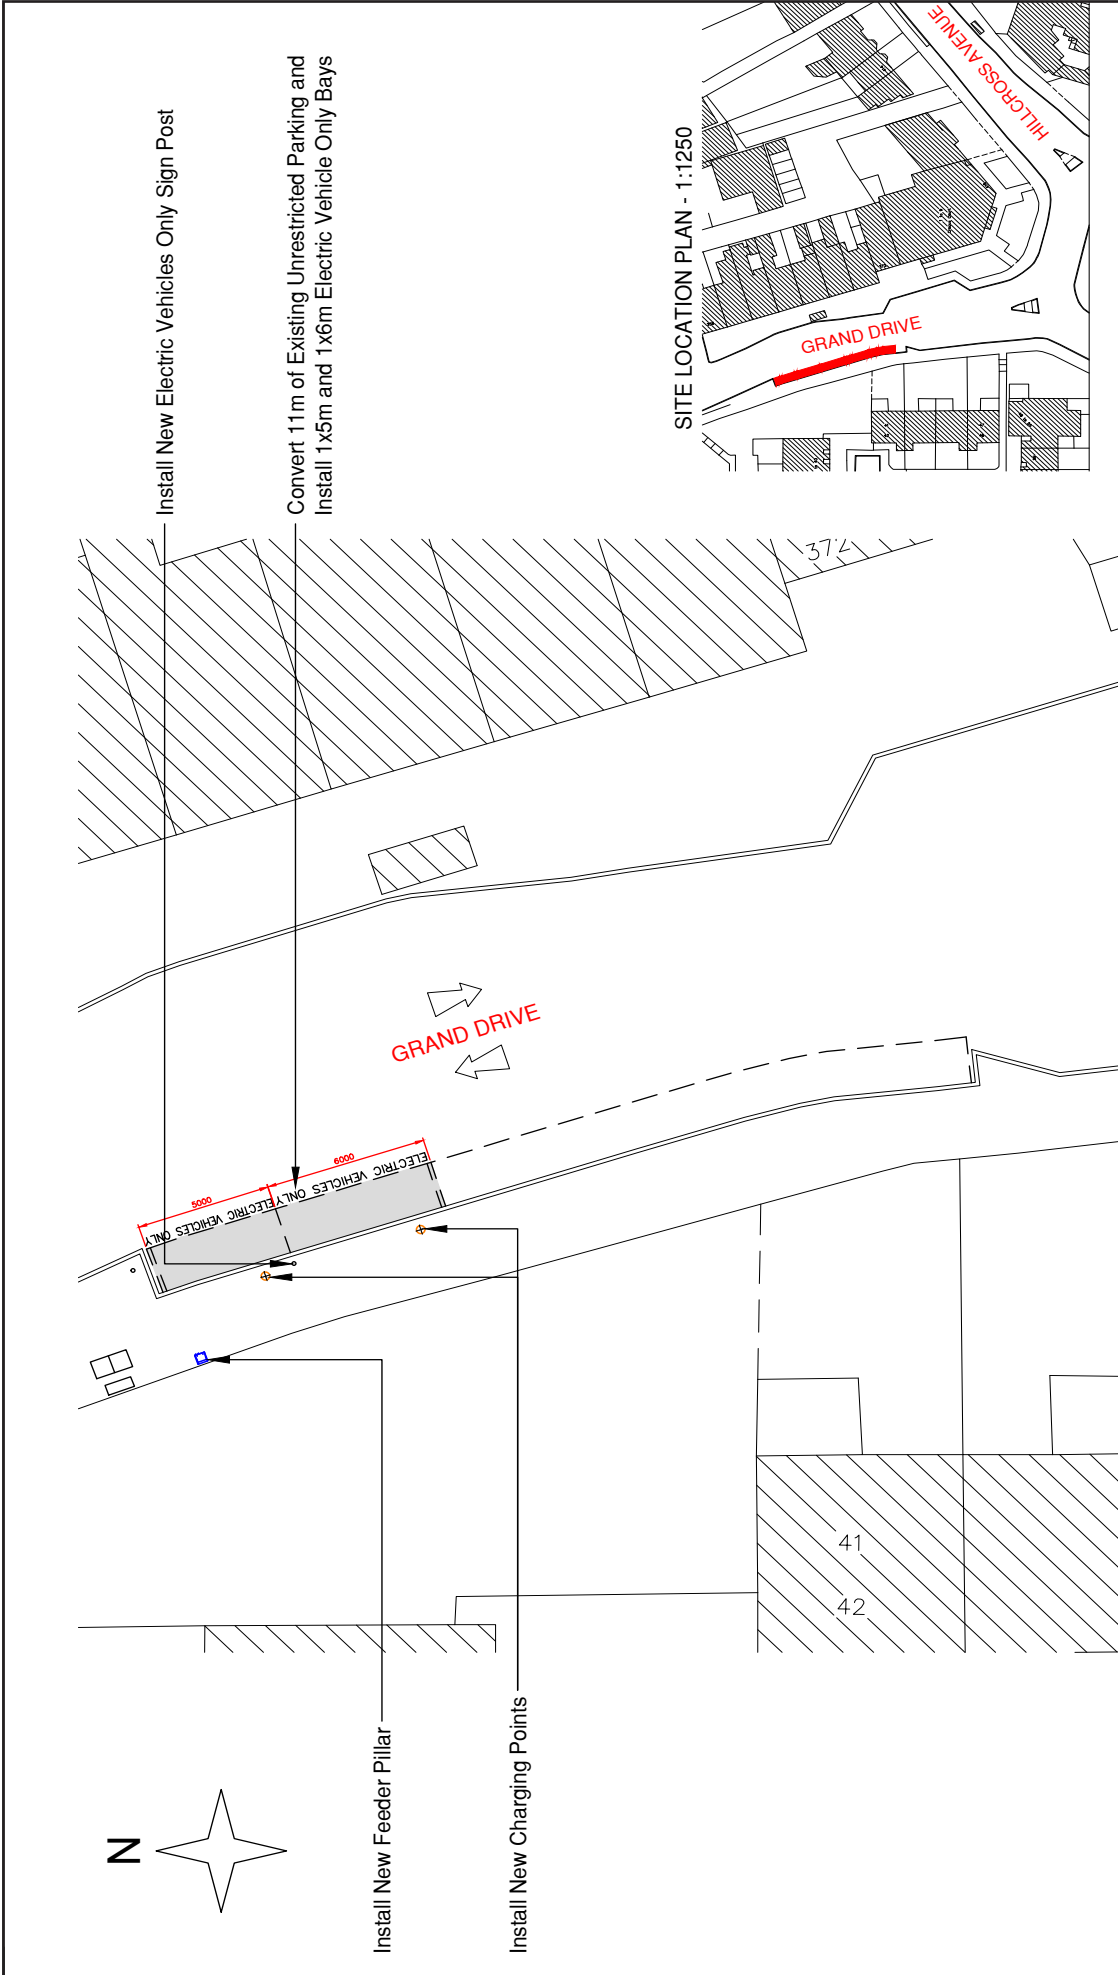 Install New Electric Vehicles Only Sign Post
Convert 11m of Existing Unrestricted Parking and
Install 1x5m and 1x6m Electric Vehicle Only Bays
SITE LOCATION PLAN - 1:1250
HILLCROSS AVENUE
GRAND DRIVE
372
GRAND DRIVE
5000
6000
ELECTRIC VEHICLES ONLY
ELECTRIC VEHICLES ONLY
41
42
N
Install New Feeder Pillar
Install New Charging Points